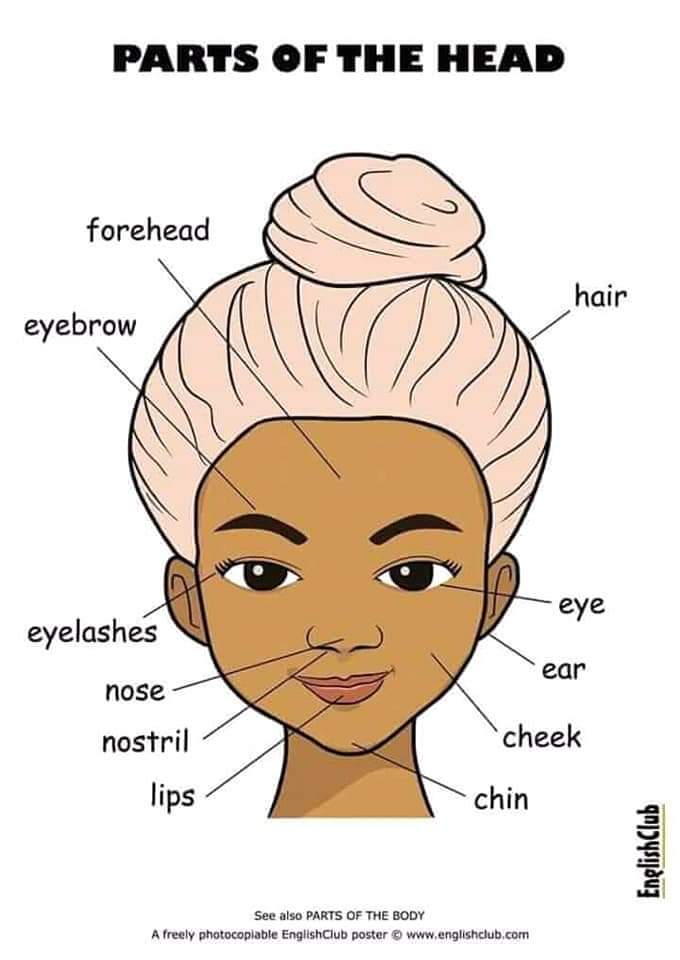 PARTS OF THE HEAD
forehead
hair
eyebrow
eye
eyelashes
ear
nose
cheek
nostril
lips
chin
EnglishClub
See also PARTS OF THE BODY
A freely photocopiable EnglishClub poster © www.englishclub.com